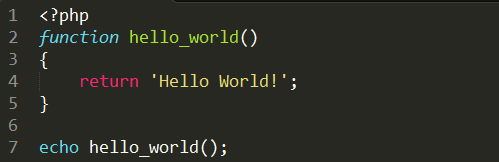 1 <?php
2 function hello_world()
3 {
4     return 'Hello World!';
5 }
6
7 echo hello_world();